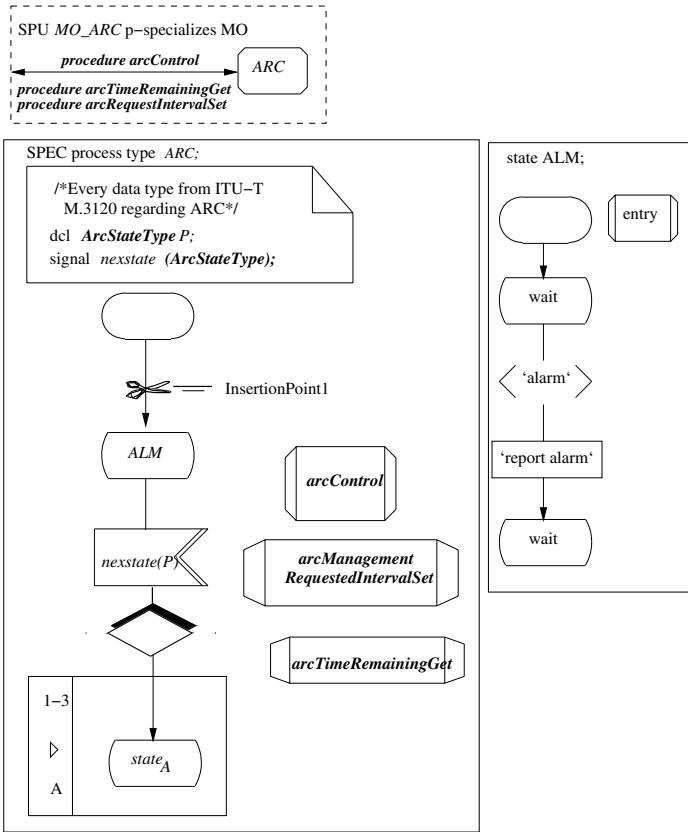 SPU MO_ARC p−specializes MO
procedure arcControl
ARC
procedure arcTimeRemainingGet
procedure arcRequestIntervalSet
SPEC process type ARC;
/*Every data type from ITU−T
M.3120 regarding ARC*/
dcl ArcStateType P;
signal nexstate (ArcStateType);
InsertionPoint1
ALM
arcControl
nexstate(P)
arcManagement
RequestedIntervalSet
arcTimeRemainingGet
1−3
A
state_A
state ALM;
entry
wait
‘alarm‘
‘report alarm‘
wait